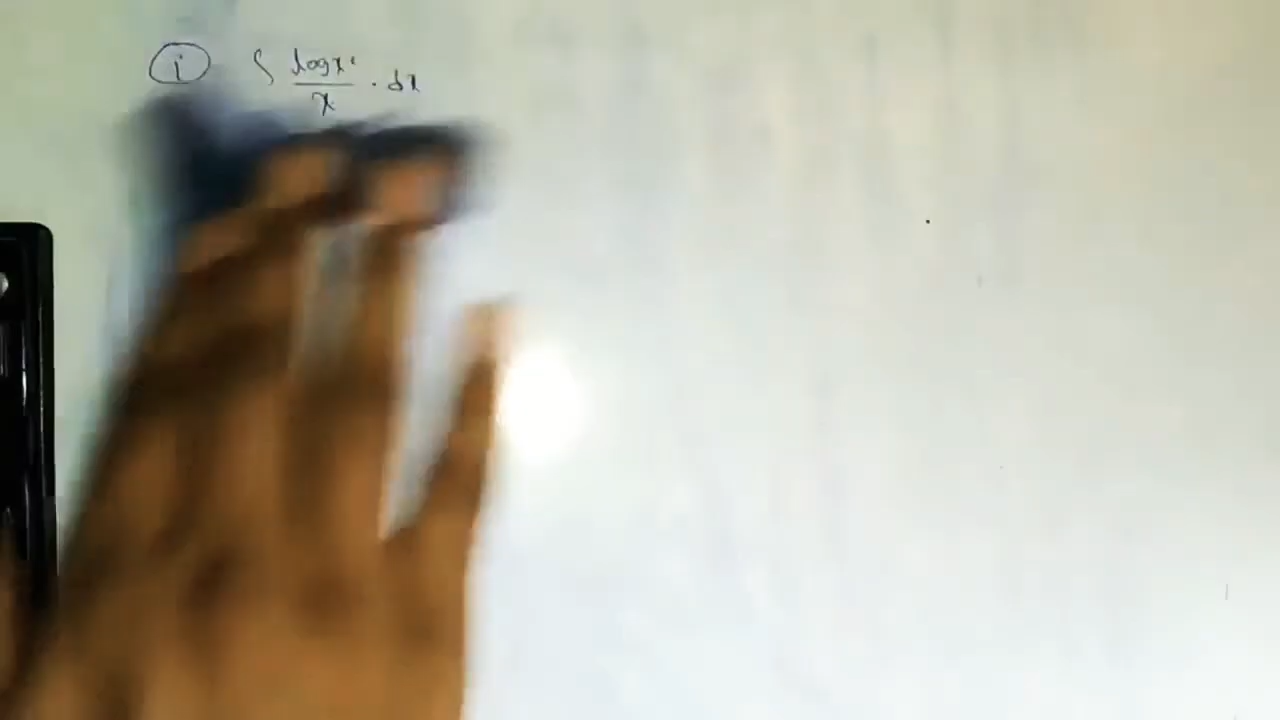 (i) ∫ logx/x . dx